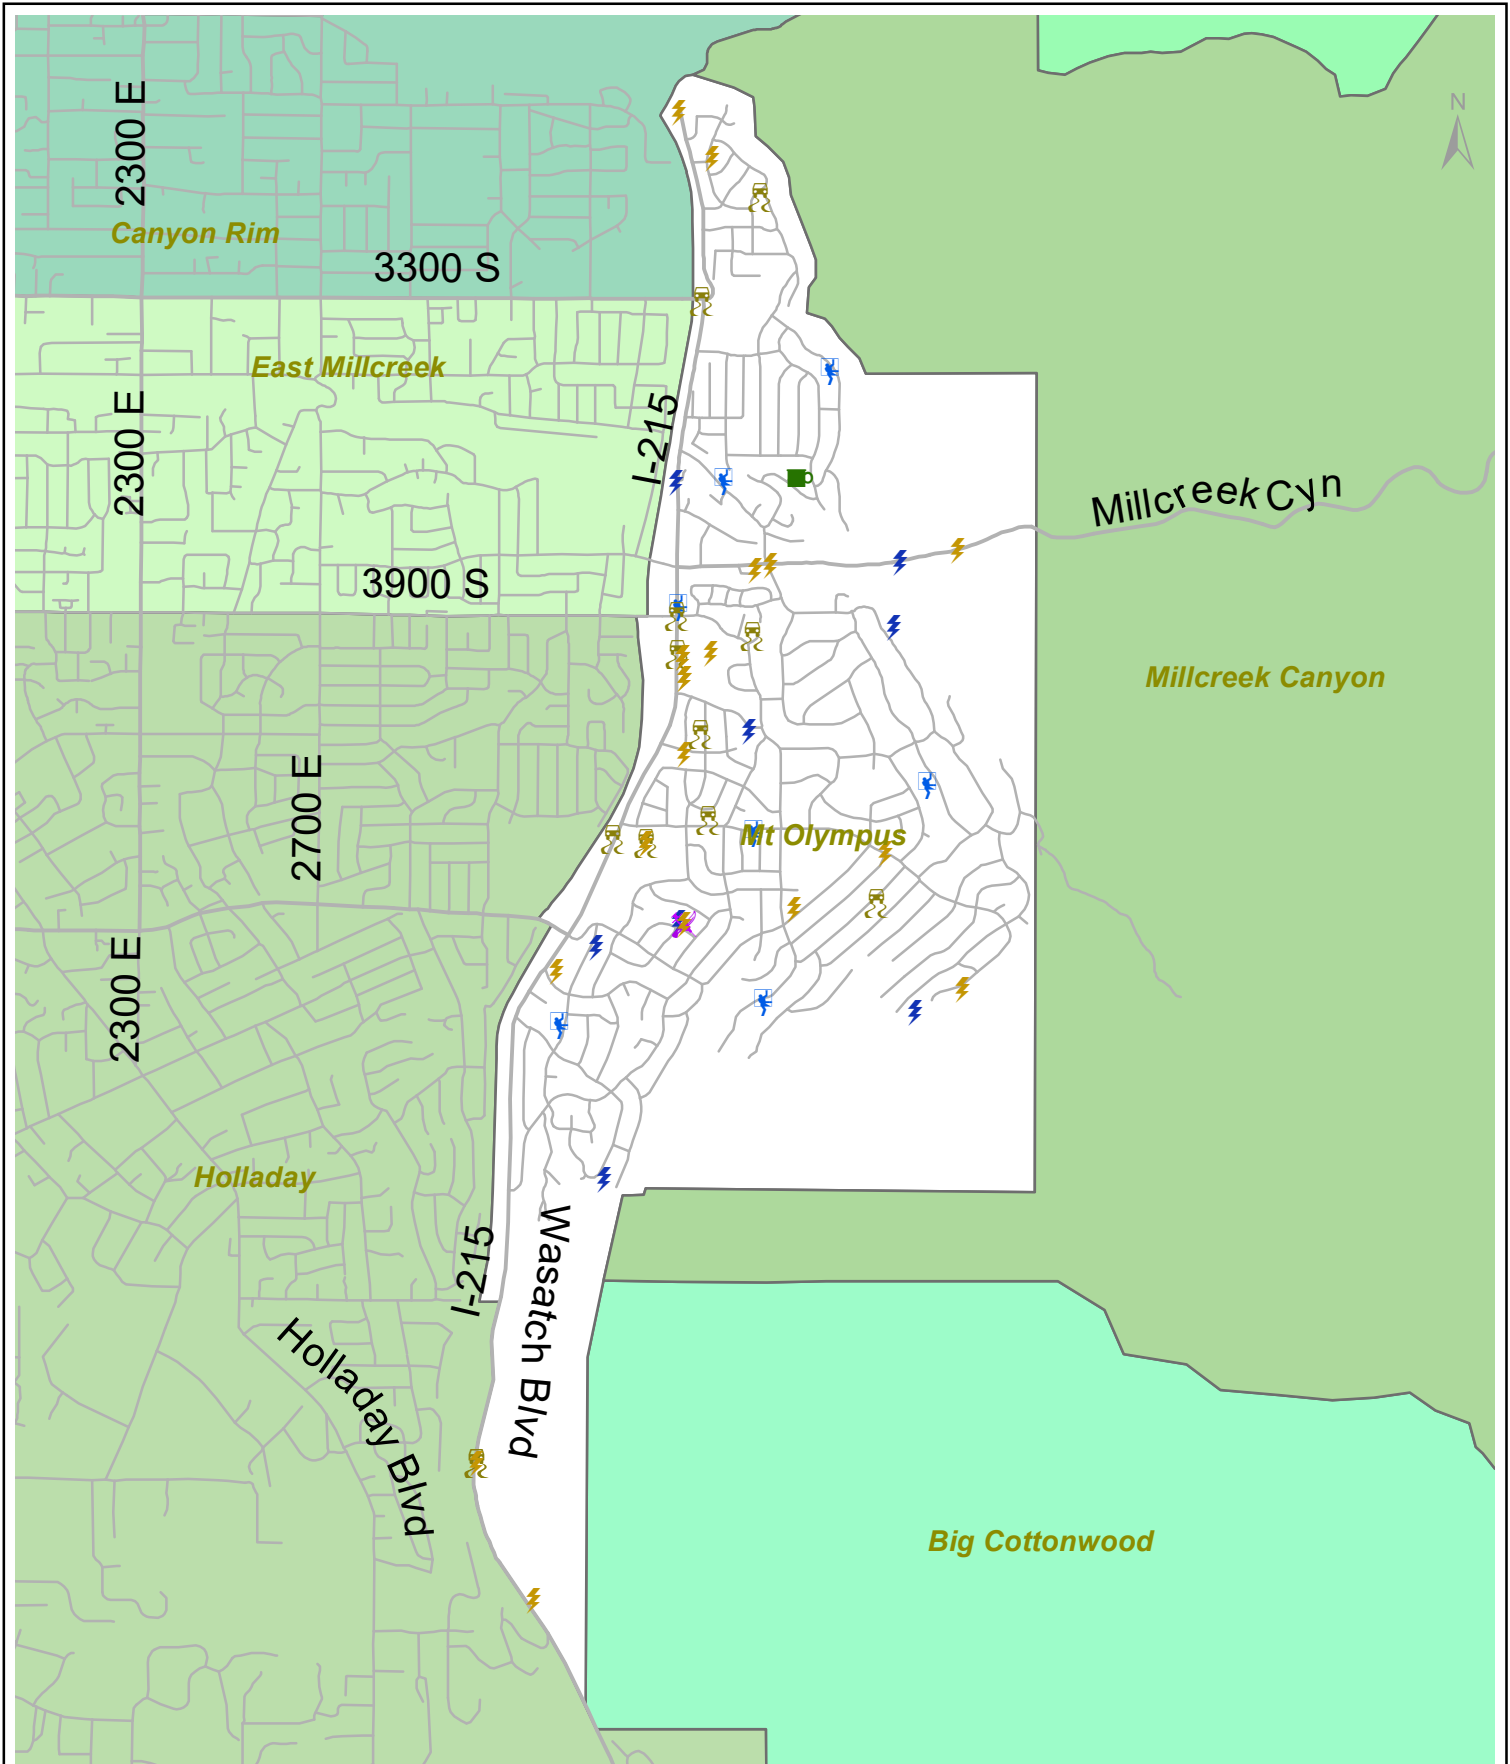 N
2300 E
Canyon Rim
3300 S
East Millcreek
2300 E
I-215
Millcreek Cyn
3900 S
Millcreek Canyon
2700 E
Mt Olympus
2300 E
Holladay
I-215
Wasatch Blvd
Holladay Blvd
Big Cottonwood